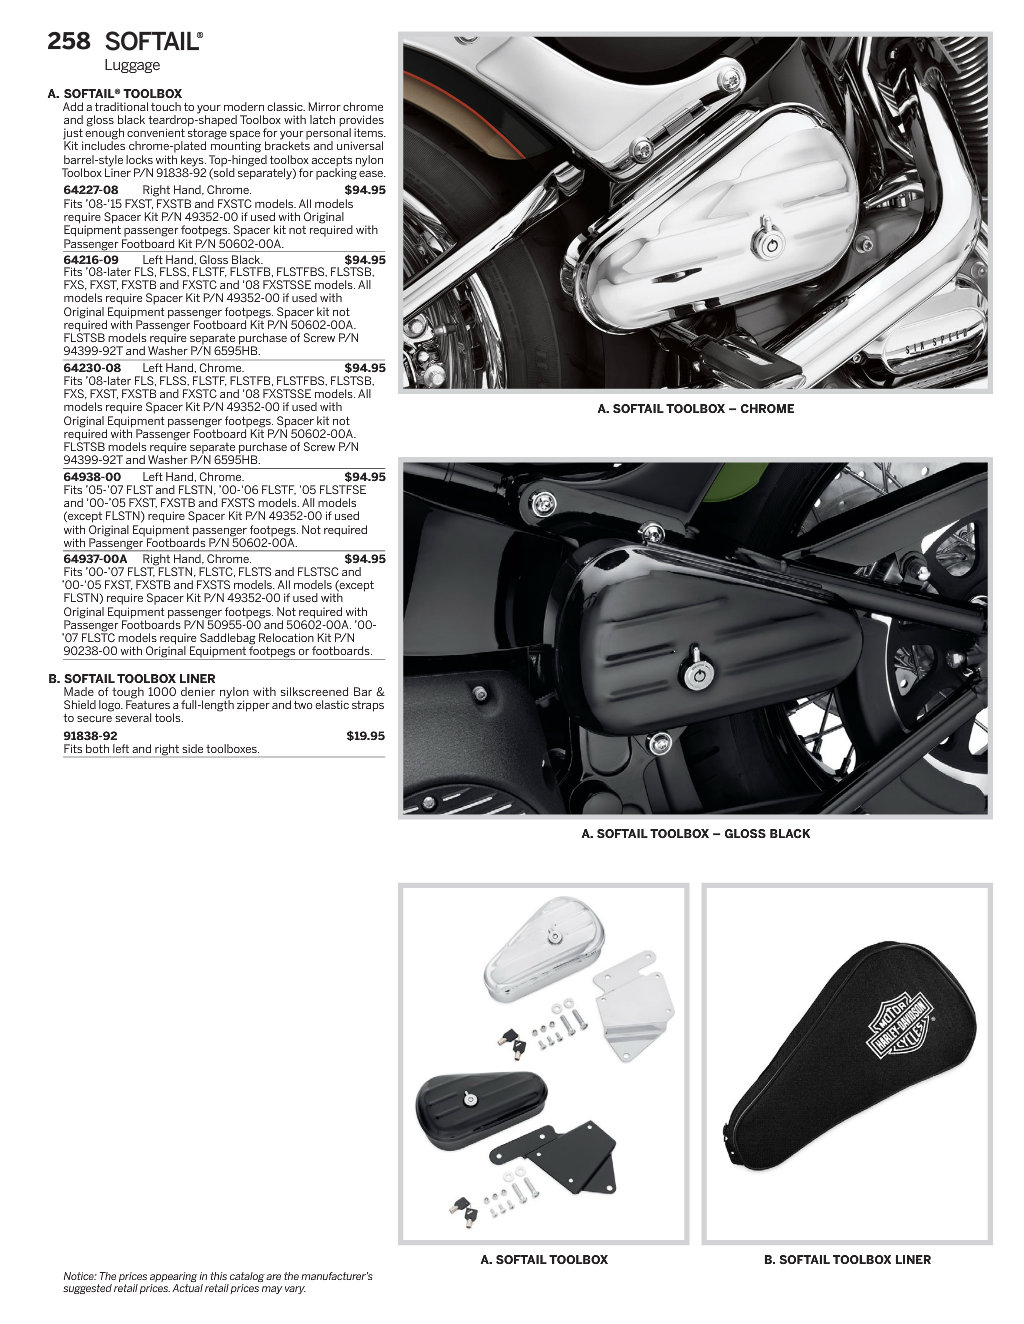 258 SOFTAIL®
Luggage
A. SOFTAIL® TOOLBOX
Add a traditional touch to your modern classic. Mirror chrome
and gloss black teardrop-shaped Toolbox with latch provides
just enough convenient storage space for your personal items.
Kit includes chrome-plated mounting brackets and universal
barrel-style locks with keys. Top-hinged toolbox accepts nylon
Toolbox Liner P/N 91838-92 (sold separately) for packing ease.
64227-08 Right Hand, Chrome. $94.95
Fits ’08-‘15 FXST, FXSTB and FXSTC models. All models
require Spacer Kit P/N 49352-00 if used with Original
Equipment passenger footpegs. Spacer kit not required with
Passenger Footboard Kit P/N 50602-00A.
64216-09 Left Hand, Gloss Black. $94.95
Fits ’08-later FLS, FLSS, FLSTF, FLSTFB, FLSTFBS, FLSTSB,
FXS, FXST, FXSTB and FXSTC and ‘08 FXSTSSE models. All
models require Spacer Kit P/N 49352-00 if used with
Original Equipment passenger footpegs. Spacer kit not
required with Passenger Footboard Kit P/N 50602-00A.
FLSTSB models require separate purchase of Screw P/N
94399-92T and Washer P/N 6595HB.
64230-08 Left Hand, Chrome. $94.95
Fits ’08-later FLS, FLSS, FLSTF, FLSTFB, FLSTFBS, FLSTSB,
FXS, FXST, FXSTB and FXSTC and ‘08 FXSTSSE models. All
models require Spacer Kit P/N 49352-00 if used with
Original Equipment passenger footpegs. Spacer kit not
required with Passenger Footboard Kit P/N 50602-00A.
FLSTSB models require separate purchase of Screw P/N
94399-92T and Washer P/N 6595HB.
64938-00 Left Hand, Chrome. $94.95
Fits ’05-‘07 FLST and FLSTN, ’00-‘06 FLSTF, ‘05 FLSTFSE
and ‘00-’05 FXST, FXSTB and FXSTS models. All models
(except FLSTN) require Spacer Kit P/N 49352-00 if used
with Original Equipment passenger footpegs. Not required
with Passenger Footboards P/N 50602-00A.
64937-00A Right Hand, Chrome. $94.95
Fits ’00-’07 FLST, FLSTN, FLSTC, FLSTS and FLSTSC and
‘00-‘05 FXST, FXSTB and FXSTS models. All models (except
FLSTN) require Spacer Kit P/N 49352-00 if used with
Original Equipment passenger footpegs. Not required with
Passenger Footboards P/N 50955-00 and 50602-00A. ’00-
’07 FLSTC models require Saddlebag Relocation Kit P/N
90238-00 with Original Equipment footpegs or footboards.
B. SOFTAIL TOOLBOX LINER
Made of tough 1000 denier nylon with silkscreened Bar &
Shield logo. Features a full-length zipper and two elastic straps
to secure several tools.
91838-92 $19.95
Fits both left and right side toolboxes.
SIX SPEED
A. SOFTAIL TOOLBOX – CHROME
A. SOFTAIL TOOLBOX – GLOSS BLACK
MOTOR
HARLEY-DAVIDSON
CYCLES
®
A. SOFTAIL TOOLBOX
B. SOFTAIL TOOLBOX LINER
Notice: The prices appearing in this catalog are the manufacturer’s
suggested retail prices. Actual retail prices may vary.